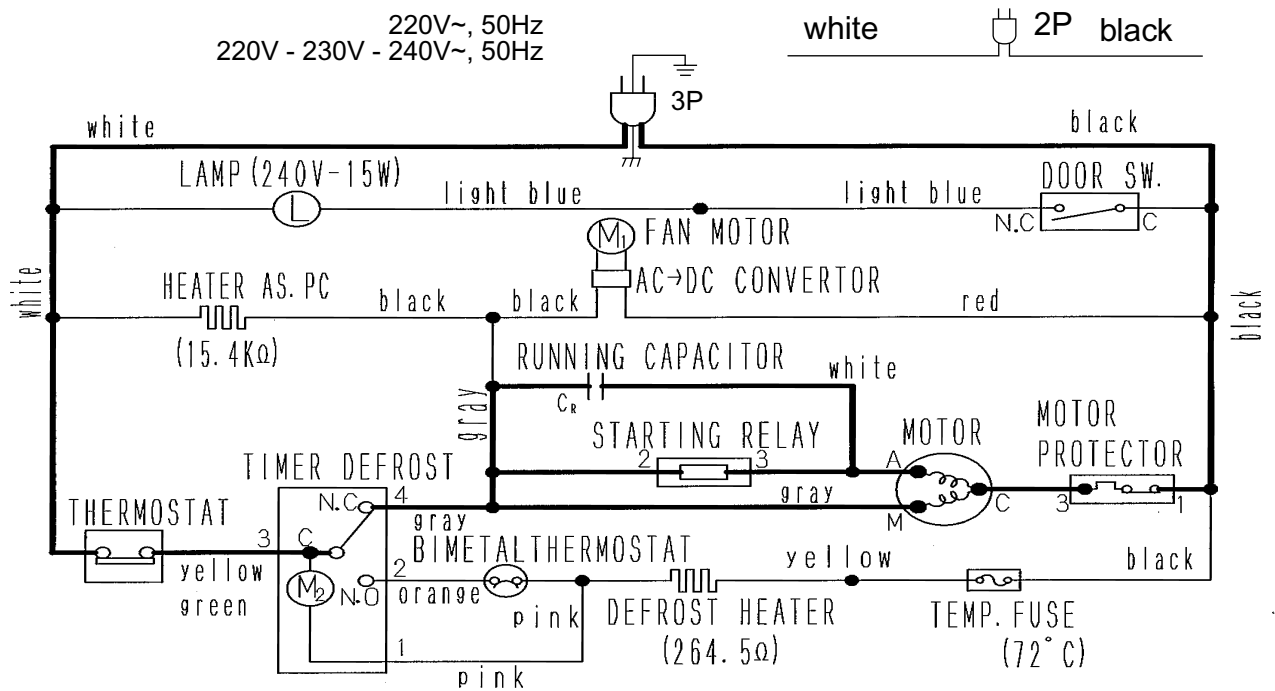 220V~, 50Hz
220V - 230V - 240V~, 50Hz
white 2P black
3P
white black
LAMP (240V-15W) DOOR SW.
light blue light blue
L N.C C
M1 FAN MOTOR
AC→DC CONVERTOR
HEATER AS. PC
black black red
white black
(15.4KΩ)
RUNNING CAPACITOR
white
CR
gray
STARTING RELAY MOTOR MOTOR PROTECTOR
2 3 A
TIMER DEFROST
N.C 4 gray gray M C 3 1
THERMOSTAT
3 C
BIMETALTHERMOSTAT
yellow green
M2 N.O 2 orange pink yellow black
DEFROST HEATER TEMP. FUSE
(264.5Ω) (72°C)
1
pink